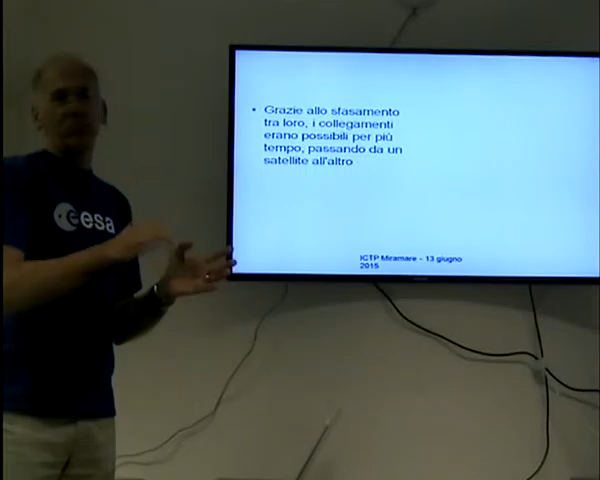 esa
• Grazie allo sfasamento
tra loro, i collegamenti
erano possibili per più
tempo, passando da un
satellite all'altro
ICTP Miramare - 13 giugno
2015